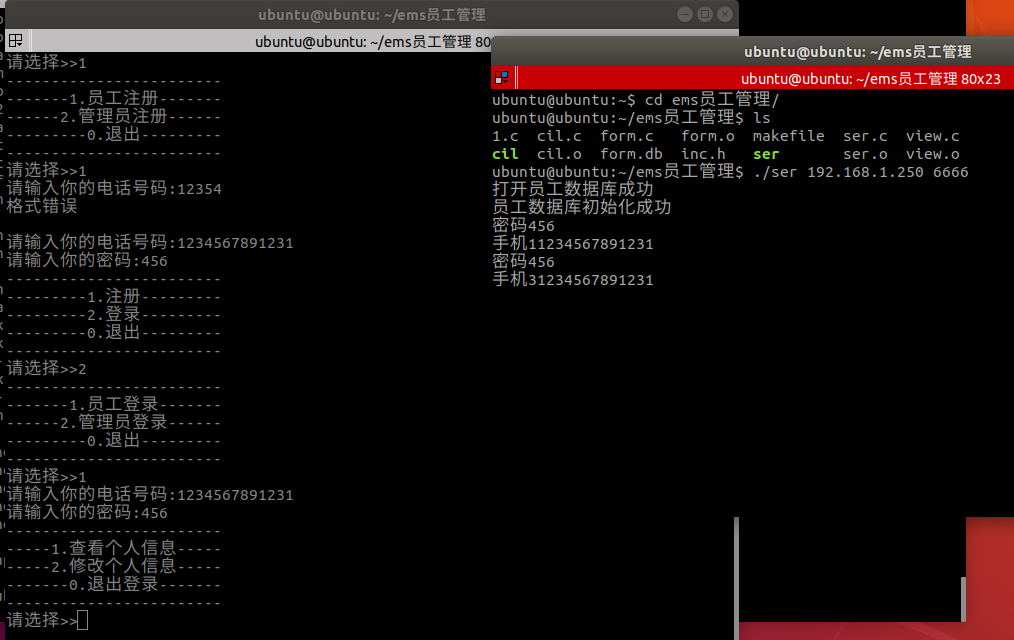 ubuntu@ubuntu: ~/ems员工管理
ubuntu@ubuntu: ~/ems员工管理 80
请选择>>1
------------------------
-------1.员工注册-------
------2.管理员注册------
---------0.退出---------
------------------------
请选择>>1
请输入你的电话号码:12354
格式错误
请输入你的电话号码:1234567891231
请输入你的密码:456
------------------------
---------1.注册---------
---------2.登录---------
---------0.退出---------
------------------------
请选择>>2
------------------------
-------1.员工登录-------
------2.管理员登录------
---------0.退出---------
------------------------
请选择>>1
请输入你的电话号码:1234567891231
请输入你的密码:456
------------------------
-----1.查看个人信息-----
-----2.修改个人信息-----
-------0.退出登录-------
------------------------
请选择>>
ubuntu@ubuntu: ~/ems员工管理
ubuntu@ubuntu: ~/ems员工管理 80x23
ubuntu@ubuntu:~$ cd ems员工管理/
ubuntu@ubuntu:~/ems员工管理$ ls
1.c  cil.c  form.c   form.o  makefile  ser.c  view.c
cil  cil.o  form.db  inc.h   ser       ser.o  view.o
ubuntu@ubuntu:~/ems员工管理$ ./ser 192.168.1.250 6666
打开员工数据库成功
员工数据库初始化成功
密码456
手机11234567891231
密码456
手机31234567891231